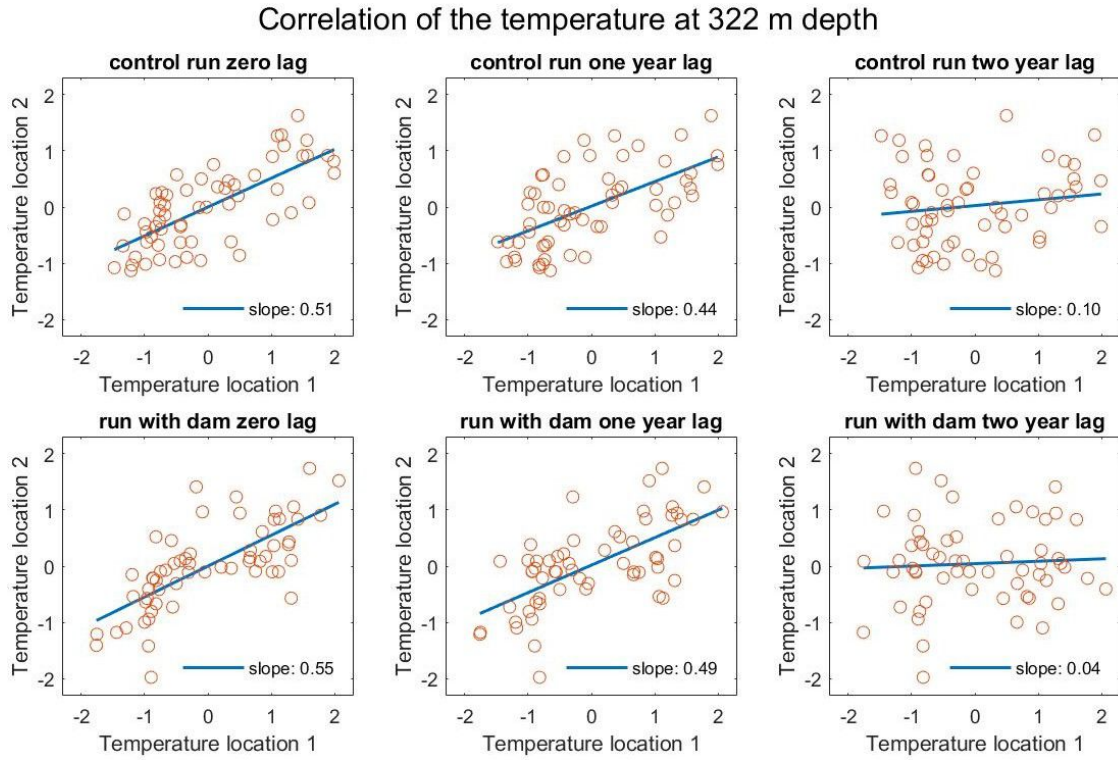 Correlation of the temperature at 322 m depth
control run zero lag
Temperature location 2
2
1
0
-1
-2
slope: 0.51
-2 -1 0 1 2
Temperature location 1
control run one year lag
Temperature location 2
2
1
0
-1
-2
slope: 0.44
-2 -1 0 1 2
Temperature location 1
control run two year lag
Temperature location 2
2
1
0
-1
-2
slope: 0.10
-2 -1 0 1 2
Temperature location 1
run with dam zero lag
Temperature location 2
2
1
0
-1
-2
slope: 0.55
-2 -1 0 1 2
Temperature location 1
run with dam one year lag
Temperature location 2
2
1
0
-1
-2
slope: 0.49
-2 -1 0 1 2
Temperature location 1
run with dam two year lag
Temperature location 2
2
1
0
-1
-2
slope: 0.04
-2 -1 0 1 2
Temperature location 1